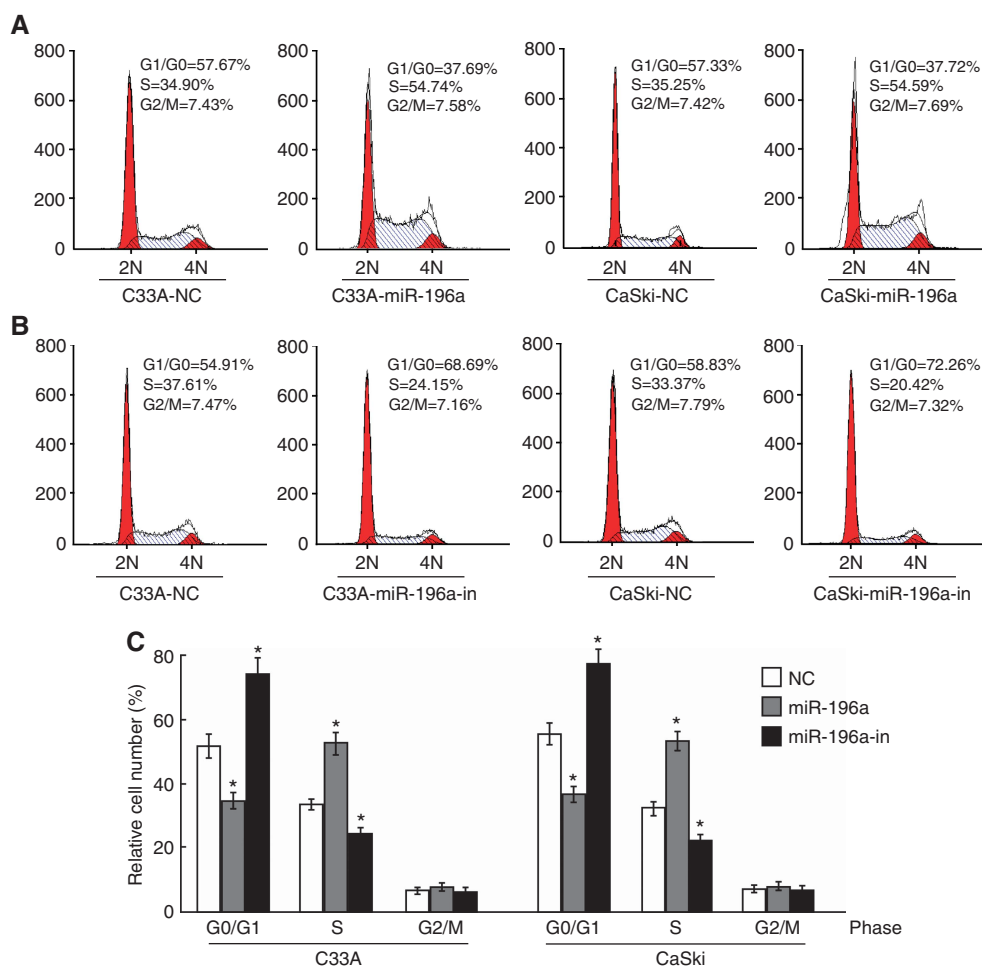 A
800
600
400
200
0
G1/G0=57.67%
S=34.90%
G2/M=7.43%
2N 4N
C33A-NC
800
600
400
200
0
G1/G0=37.69%
S=54.74%
G2/M=7.58%
2N 4N
C33A-miR-196a
800
600
400
200
0
G1/G0=57.33%
S=35.25%
G2/M=7.42%
2N 4N
CaSki-NC
800
600
400
200
0
G1/G0=37.72%
S=54.59%
G2/M=7.69%
2N 4N
CaSki-miR-196a
B
800
600
400
200
0
G1/G0=54.91%
S=37.61%
G2/M=7.47%
2N 4N
C33A-NC
800
600
400
200
0
G1/G0=68.69%
S=24.15%
G2/M=7.16%
2N 4N
C33A-miR-196a-in
800
600
400
200
0
G1/G0=58.83%
S=33.37%
G2/M=7.79%
2N 4N
CaSki-NC
800
600
400
200
0
G1/G0=72.26%
S=20.42%
G2/M=7.32%
2N 4N
CaSki-miR-196a-in
C
Relative cell number (%)
80
60
40
20
0
* * * * * * * *
NC
miR-196a
miR-196a-in
G0/G1 S G2/M G0/G1 S G2/M Phase
C33A CaSki